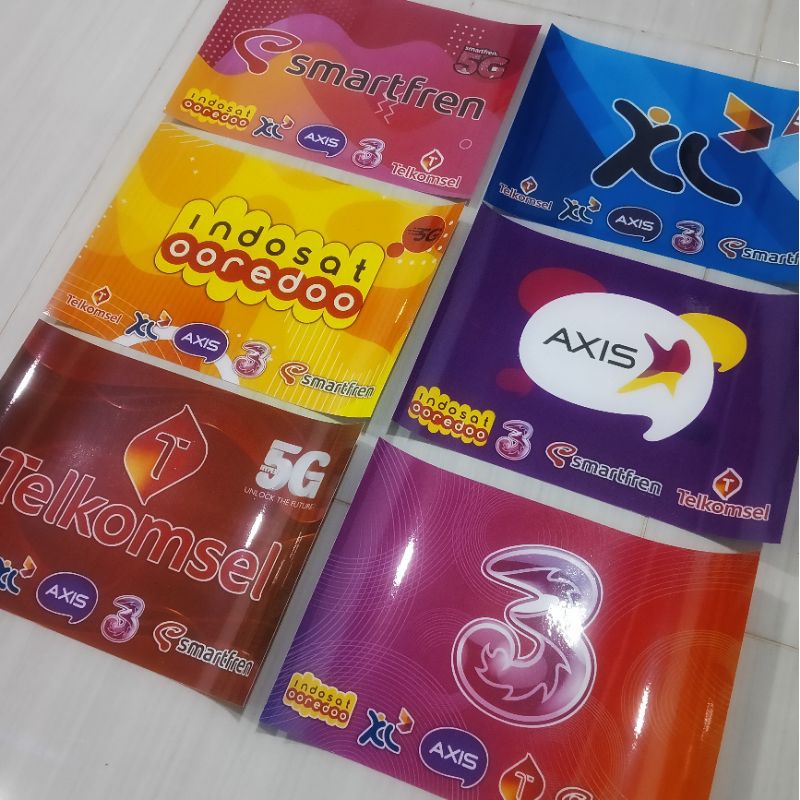 smartfren
smartfren
5G
indosat
ooredoo
XL
AXIS
3
Telkomsel
XL
Telkomsel
XL
AXIS
3
smartfren
indosat
ooredoo
5G
Telkomsel
XL
AXIS
3
smartfren
AXIS
indosat
ooredoo
3
smartfren
Telkomsel
Telkomsel
5G
HYPER
UNLOCK THE FUTURE
XL
AXIS
3
smartfren
3
indosat
ooredoo
XL
AXIS